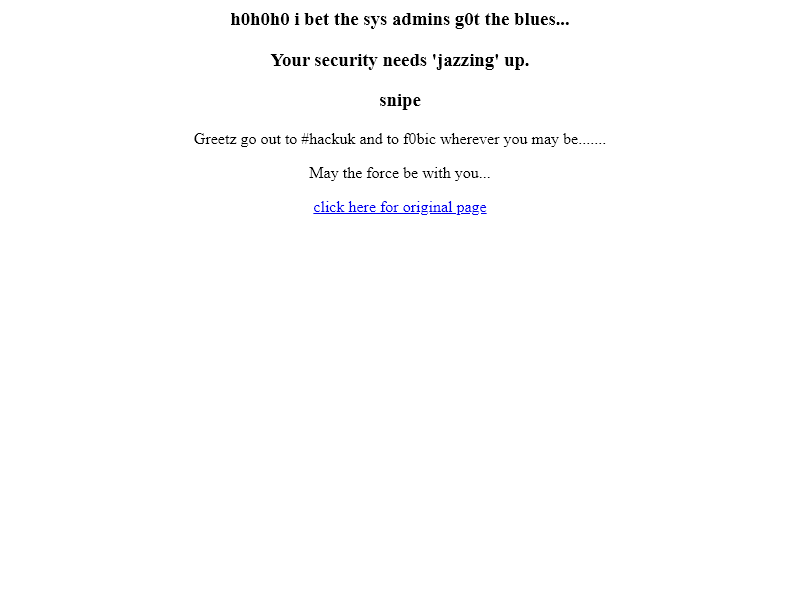 h0h0h0 i bet the sys admins g0t the blues...
Your security needs 'jazzing' up.
snipe
Greetz go out to #hackuk and to f0bic wherever you may be.......
May the force be with you...
click here for original page